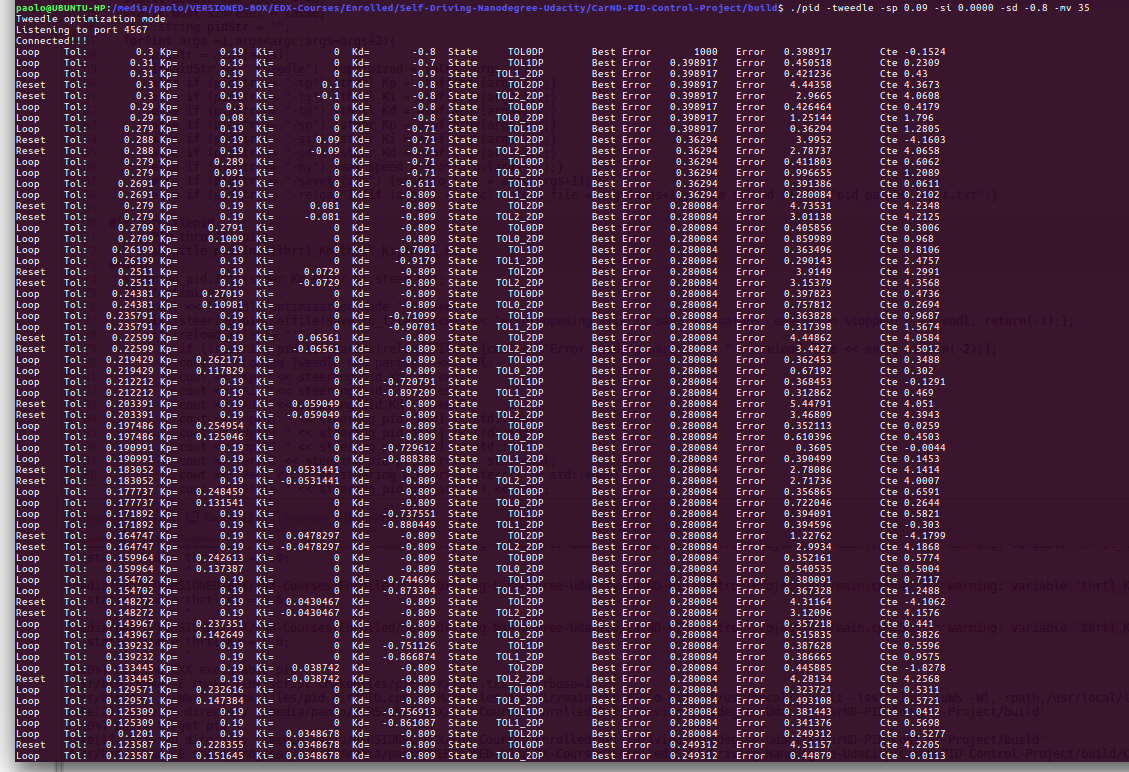 paolo@UBUNTU-HP:/media/paolo/VERSIONED-BOX/EDX-Courses/Enrolled/Self-Driving-Nanodegree-Udacity/CarND-PID-Control-Project/build$ ./pid -tweedle -sp 0.09 -si 0.0000 -sd -0.8 -mv 35
Tweedle optimization mode
Listening to port 4567
Connected!!!
Loop Tol: 0.3 Kp= 0.19 Ki= 0 Kd= -0.8 State TOL0DP Best Error 1000 Error 0.398917 Cte -0.1524
Loop Tol: 0.31 Kp= 0.19 Ki= 0 Kd= -0.7 State TOL1DP Best Error 0.398917 Error 0.450518 Cte 0.2309
Loop Tol: 0.31 Kp= 0.19 Ki= 0 Kd= -0.9 State TOL1_2DP Best Error 0.398917 Error 0.421236 Cte 0.43
Reset Tol: 0.3 Kp= 0.19 Ki= 0.1 Kd= -0.8 State TOL2DP Best Error 0.398917 Error 4.44358 Cte 4.3673
Reset Tol: 0.3 Kp= 0.19 Ki= -0.1 Kd= -0.8 State TOL2_2DP Best Error 0.398917 Error 2.9665 Cte 4.0608
Loop Tol: 0.29 Kp= 0.3 Ki= 0 Kd= -0.8 State TOL0DP Best Error 0.398917 Error 0.426464 Cte 0.4179
Loop Tol: 0.29 Kp= 0.08 Ki= 0 Kd= -0.8 State TOL0_2DP Best Error 0.398917 Error 1.25144 Cte 1.796
Loop Tol: 0.279 Kp= 0.19 Ki= 0 Kd= -0.71 State TOL1DP Best Error 0.398917 Error 0.36294 Cte 1.2805
Reset Tol: 0.288 Kp= 0.19 Ki= 0.09 Kd= -0.71 State TOL2DP Best Error 0.36294 Error 3.9952 Cte -4.1603
Reset Tol: 0.288 Kp= 0.19 Ki= -0.09 Kd= -0.71 State TOL2_2DP Best Error 0.36294 Error 2.78737 Cte 4.0658
Loop Tol: 0.279 Kp= 0.289 Ki= 0 Kd= -0.71 State TOL0DP Best Error 0.36294 Error 0.411803 Cte 0.6062
Loop Tol: 0.279 Kp= 0.091 Ki= 0 Kd= -0.71 State TOL0_2DP Best Error 0.36294 Error 0.996655 Cte 1.2089
Loop Tol: 0.2691 Kp= 0.19 Ki= 0 Kd= -0.611 State TOL1DP Best Error 0.36294 Error 0.391386 Cte 0.0611
Loop Tol: 0.2691 Kp= 0.19 Ki= 0 Kd= -0.809 State TOL1_2DP Best Error 0.36294 Error 0.280084 Cte 0.2102
Reset Tol: 0.279 Kp= 0.19 Ki= 0.081 Kd= -0.809 State TOL2DP Best Error 0.280084 Error 4.73531 Cte 4.2348
Reset Tol: 0.279 Kp= 0.19 Ki= -0.081 Kd= -0.809 State TOL2_2DP Best Error 0.280084 Error 3.01138 Cte 4.2125
Loop Tol: 0.2709 Kp= 0.2791 Ki= 0 Kd= -0.809 State TOL0DP Best Error 0.280084 Error 0.405856 Cte 0.3006
Loop Tol: 0.2709 Kp= 0.1009 Ki= 0 Kd= -0.809 State TOL0_2DP Best Error 0.280084 Error 0.859989 Cte 0.968
Loop Tol: 0.26199 Kp= 0.19 Ki= 0 Kd= -0.7001 State TOL1DP Best Error 0.280084 Error 0.363496 Cte 0.8106
Loop Tol: 0.26199 Kp= 0.19 Ki= 0 Kd= -0.9179 State TOL1_2DP Best Error 0.280084 Error 0.290143 Cte 2.4757
Reset Tol: 0.2511 Kp= 0.19 Ki= 0.0729 Kd= -0.809 State TOL2DP Best Error 0.280084 Error 3.9149 Cte 4.2991
Reset Tol: 0.2511 Kp= 0.19 Ki= -0.0729 Kd= -0.809 State TOL2_2DP Best Error 0.280084 Error 3.15379 Cte 4.3568
Loop Tol: 0.24381 Kp= 0.27019 Ki= 0 Kd= -0.809 State TOL0DP Best Error 0.280084 Error 0.397823 Cte 0.4736
Loop Tol: 0.24381 Kp= 0.10981 Ki= 0 Kd= -0.809 State TOL0_2DP Best Error 0.280084 Error 0.757812 Cte 0.2694
Loop Tol: 0.235791 Kp= 0.19 Ki= 0 Kd= -0.71099 State TOL1DP Best Error 0.280084 Error 0.363828 Cte 0.9687
Loop Tol: 0.235791 Kp= 0.19 Ki= 0 Kd= -0.90701 State TOL1_2DP Best Error 0.280084 Error 0.317398 Cte 1.5674
Reset Tol: 0.22599 Kp= 0.19 Ki= 0.06561 Kd= -0.809 State TOL2DP Best Error 0.280084 Error 4.44862 Cte 4.0584
Reset Tol: 0.22599 Kp= 0.19 Ki= -0.06561 Kd= -0.809 State TOL2_2DP Best Error 0.280084 Error 3.4427 Cte 4.5012
Loop Tol: 0.219429 Kp= 0.262171 Ki= 0 Kd= -0.809 State TOL0DP Best Error 0.280084 Error 0.362453 Cte 0.3488
Loop Tol: 0.219429 Kp= 0.117829 Ki= 0 Kd= -0.809 State TOL0_2DP Best Error 0.280084 Error 0.67192 Cte 0.302
Loop Tol: 0.212212 Kp= 0.19 Ki= 0 Kd= -0.720791 State TOL1DP Best Error 0.280084 Error 0.368453 Cte -0.1291
Loop Tol: 0.212212 Kp= 0.19 Ki= 0 Kd= -0.897209 State TOL1_2DP Best Error 0.280084 Error 0.312862 Cte 0.469
Reset Tol: 0.203391 Kp= 0.19 Ki= 0.059049 Kd= -0.809 State TOL2DP Best Error 0.280084 Error 5.44791 Cte 4.051
Reset Tol: 0.203391 Kp= 0.19 Ki= -0.059049 Kd= -0.809 State TOL2_2DP Best Error 0.280084 Error 3.46809 Cte 4.3943
Loop Tol: 0.197486 Kp= 0.254954 Ki= 0 Kd= -0.809 State TOL0DP Best Error 0.280084 Error 0.352113 Cte 0.0259
Loop Tol: 0.197486 Kp= 0.125046 Ki= 0 Kd= -0.809 State TOL0_2DP Best Error 0.280084 Error 0.610396 Cte 0.4503
Loop Tol: 0.190991 Kp= 0.19 Ki= 0 Kd= -0.729612 State TOL1DP Best Error 0.280084 Error 0.3605 Cte -0.0044
Loop Tol: 0.190991 Kp= 0.19 Ki= 0 Kd= -0.888388 State TOL1_2DP Best Error 0.280084 Error 0.390499 Cte 0.1453
Reset Tol: 0.183052 Kp= 0.19 Ki= 0.0531441 Kd= -0.809 State TOL2DP Best Error 0.280084 Error 2.78086 Cte 4.1414
Reset Tol: 0.183052 Kp= 0.19 Ki= -0.0531441 Kd= -0.809 State TOL2_2DP Best Error 0.280084 Error 2.71736 Cte 4.0007
Loop Tol: 0.177737 Kp= 0.248459 Ki= 0 Kd= -0.809 State TOL0DP Best Error 0.280084 Error 0.356865 Cte 0.6591
Loop Tol: 0.177737 Kp= 0.131541 Ki= 0 Kd= -0.809 State TOL0_2DP Best Error 0.280084 Error 0.722046 Cte 0.2644
Loop Tol: 0.171892 Kp= 0.19 Ki= 0 Kd= -0.737551 State TOL1DP Best Error 0.280084 Error 0.394091 Cte 0.5821
Loop Tol: 0.171892 Kp= 0.19 Ki= 0 Kd= -0.880449 State TOL1_2DP Best Error 0.280084 Error 0.394596 Cte -0.303
Reset Tol: 0.164747 Kp= 0.19 Ki= 0.0478297 Kd= -0.809 State TOL2DP Best Error 0.280084 Error 1.22762 Cte -4.1799
Reset Tol: 0.164747 Kp= 0.19 Ki= -0.0478297 Kd= -0.809 State TOL2_2DP Best Error 0.280084 Error 2.9934 Cte 4.1868
Loop Tol: 0.159964 Kp= 0.242613 Ki= 0 Kd= -0.809 State TOL0DP Best Error 0.280084 Error 0.352161 Cte 0.5774
Loop Tol: 0.159964 Kp= 0.137387 Ki= 0 Kd= -0.809 State TOL0_2DP Best Error 0.280084 Error 0.540535 Cte 0.5004
Loop Tol: 0.154702 Kp= 0.19 Ki= 0 Kd= -0.744696 State TOL1DP Best Error 0.280084 Error 0.380091 Cte 0.7117
Loop Tol: 0.154702 Kp= 0.19 Ki= 0 Kd= -0.873304 State TOL1_2DP Best Error 0.280084 Error 0.367328 Cte 1.2488
Reset Tol: 0.148272 Kp= 0.19 Ki= 0.0430467 Kd= -0.809 State TOL2DP Best Error 0.280084 Error 4.31164 Cte -4.1062
Reset Tol: 0.148272 Kp= 0.19 Ki= -0.0430467 Kd= -0.809 State TOL2_2DP Best Error 0.280084 Error 3.12096 Cte 4.1576
Loop Tol: 0.143967 Kp= 0.237351 Ki= 0 Kd= -0.809 State TOL0DP Best Error 0.280084 Error 0.357218 Cte 0.441
Loop Tol: 0.143967 Kp= 0.142649 Ki= 0 Kd= -0.809 State TOL0_2DP Best Error 0.280084 Error 0.515835 Cte 0.3826
Loop Tol: 0.139232 Kp= 0.19 Ki= 0 Kd= -0.751126 State TOL1DP Best Error 0.280084 Error 0.387628 Cte 0.5596
Loop Tol: 0.139232 Kp= 0.19 Ki= 0 Kd= -0.866874 State TOL1_2DP Best Error 0.280084 Error 0.386665 Cte 0.9575
Loop Tol: 0.133445 Kp= 0.19 Ki= 0.038742 Kd= -0.809 State TOL2DP Best Error 0.280084 Error 0.445885 Cte -1.8278
Reset Tol: 0.133445 Kp= 0.19 Ki= -0.038742 Kd= -0.809 State TOL2_2DP Best Error 0.280084 Error 4.28134 Cte 4.2568
Loop Tol: 0.129571 Kp= 0.232616 Ki= 0 Kd= -0.809 State TOL0DP Best Error 0.280084 Error 0.323721 Cte 0.5311
Loop Tol: 0.129571 Kp= 0.147384 Ki= 0 Kd= -0.809 State TOL0_2DP Best Error 0.280084 Error 0.493108 Cte 0.5721
Loop Tol: 0.125309 Kp= 0.19 Ki= 0 Kd= -0.756913 State TOL1DP Best Error 0.280084 Error 0.381443 Cte 1.0412
Loop Tol: 0.125309 Kp= 0.19 Ki= 0 Kd= -0.861087 State TOL1_2DP Best Error 0.280084 Error 0.341376 Cte 0.5698
Loop Tol: 0.1201 Kp= 0.19 Ki= 0.0348678 Kd= -0.809 State TOL2DP Best Error 0.280084 Error 0.249312 Cte -0.5277
Reset Tol: 0.123587 Kp= 0.228355 Ki= 0.0348678 Kd= -0.809 State TOL0DP Best Error 0.249312 Error 4.51157 Cte 4.2205
Loop Tol: 0.123587 Kp= 0.151645 Ki= 0.0348678 Kd= -0.809 State TOL0_2DP Best Error 0.249312 Error 0.44879 Cte -0.0113